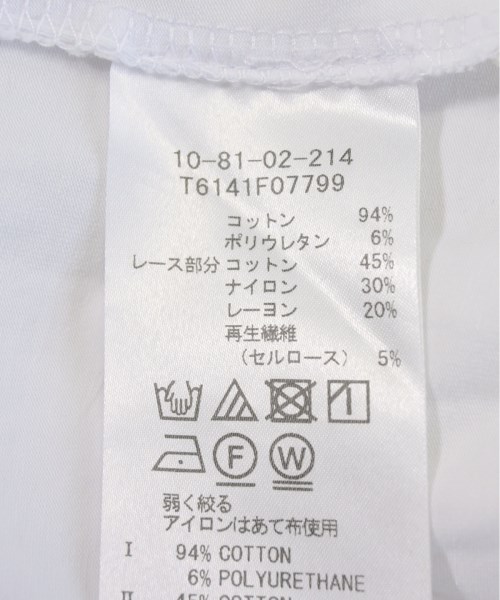 10-81-02-214
T6141F07799
コットン 94%
ポリウレタン 6%
レース部分 コットン 45%
ナイロン 30%
レーヨン 20%
再生繊維
（セルロース） 5%
F W
弱く絞る
アイロンはあて布使用
I 94% COTTON
6% POLYURETHANE
II 45% COTTON